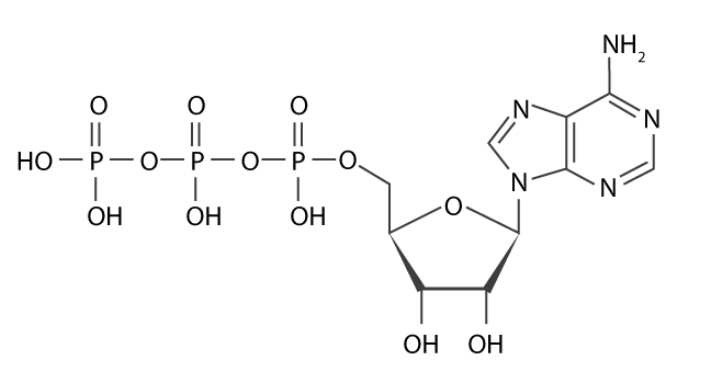 NH₂
O O O N N
HO P O P O P O
OH OH OH N N
O
OH OH